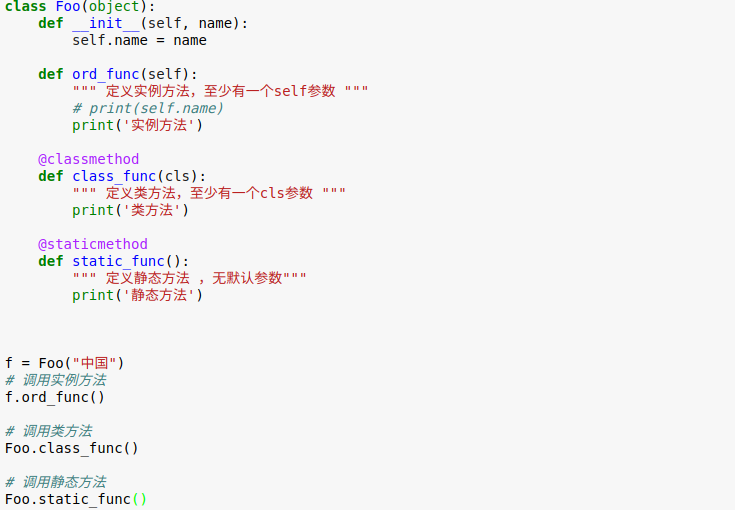 class Foo(object):
    def __init__(self, name):
        self.name = name
    def ord_func(self):
        """ 定义实例方法，至少有一个self参数 """
        # print(self.name)
        print('实例方法')
    @classmethod
    def class_func(cls):
        """ 定义类方法，至少有一个cls参数 """
        print('类方法')
    @staticmethod
    def static_func():
        """ 定义静态方法 ，无默认参数"""
        print('静态方法')
f = Foo("中国")
# 调用实例方法
f.ord_func()
# 调用类方法
Foo.class_func()
# 调用静态方法
Foo.static_func()